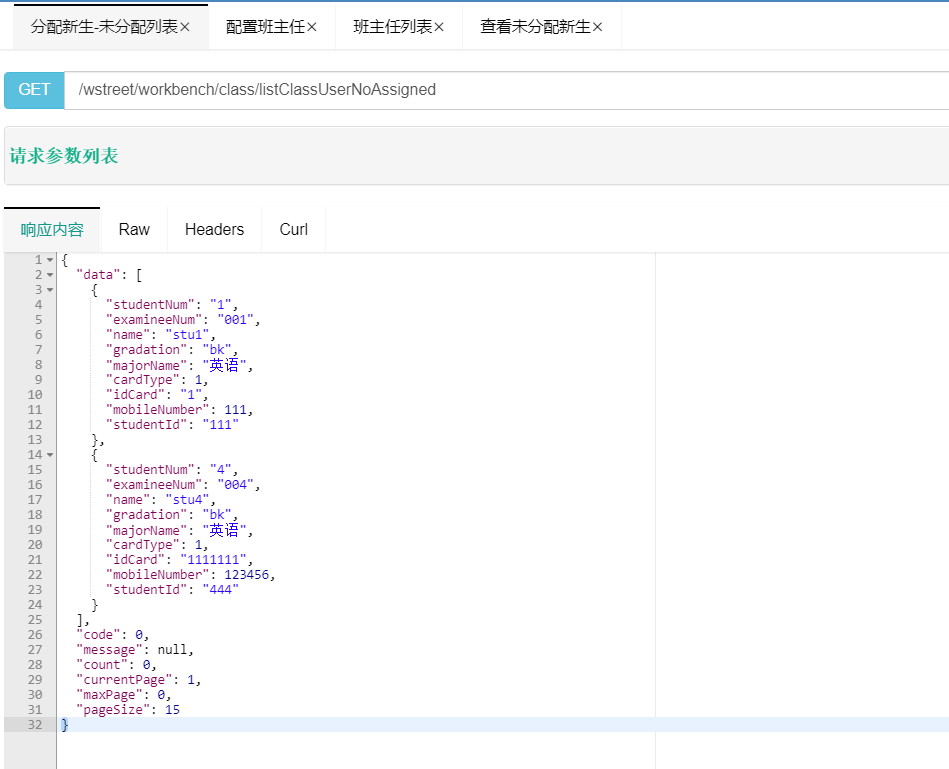 分配新生-未分配列表× 配置班主任× 班主任列表× 查看未分配新生×
GET /wstreet/workbench/class/listClassUserNoAssigned
请求参数列表
响应内容 Raw Headers Curl
1 {
2 "data": [
3 {
4 "studentNum": "1",
5 "examineeNum": "001",
6 "name": "stu1",
7 "gradation": "bk",
8 "majorName": "英语",
9 "cardType": 1,
10 "idCard": "1",
11 "mobileNumber": 111,
12 "studentId": "111"
13 },
14 {
15 "studentNum": "4",
16 "examineeNum": "004",
17 "name": "stu4",
18 "gradation": "bk",
19 "majorName": "英语",
20 "cardType": 1,
21 "idCard": "1111111",
22 "mobileNumber": 123456,
23 "studentId": "444"
24 }
25 ],
26 "code": 0,
27 "message": null,
28 "count": 0,
29 "currentPage": 1,
30 "maxPage": 0,
31 "pageSize": 15
32 }